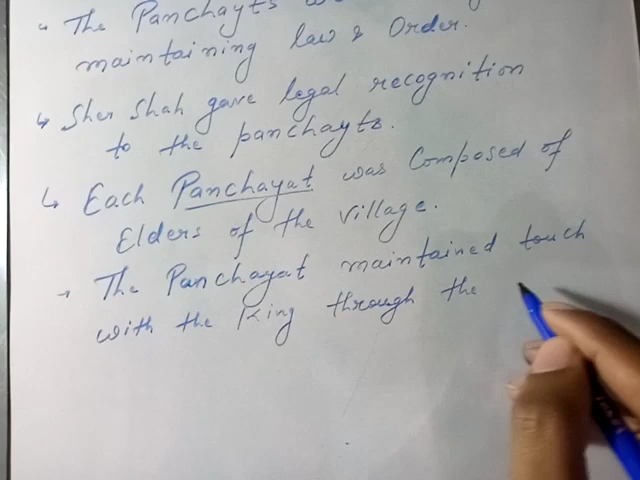 The Panchayts
maintaining law & Order.
↳ Sher Shah gave legal recognition
to the panchayts.
↳ Each Panchayat was Composed of
Elders of the Village.
→ The Panchayat maintained touch
with the King through the